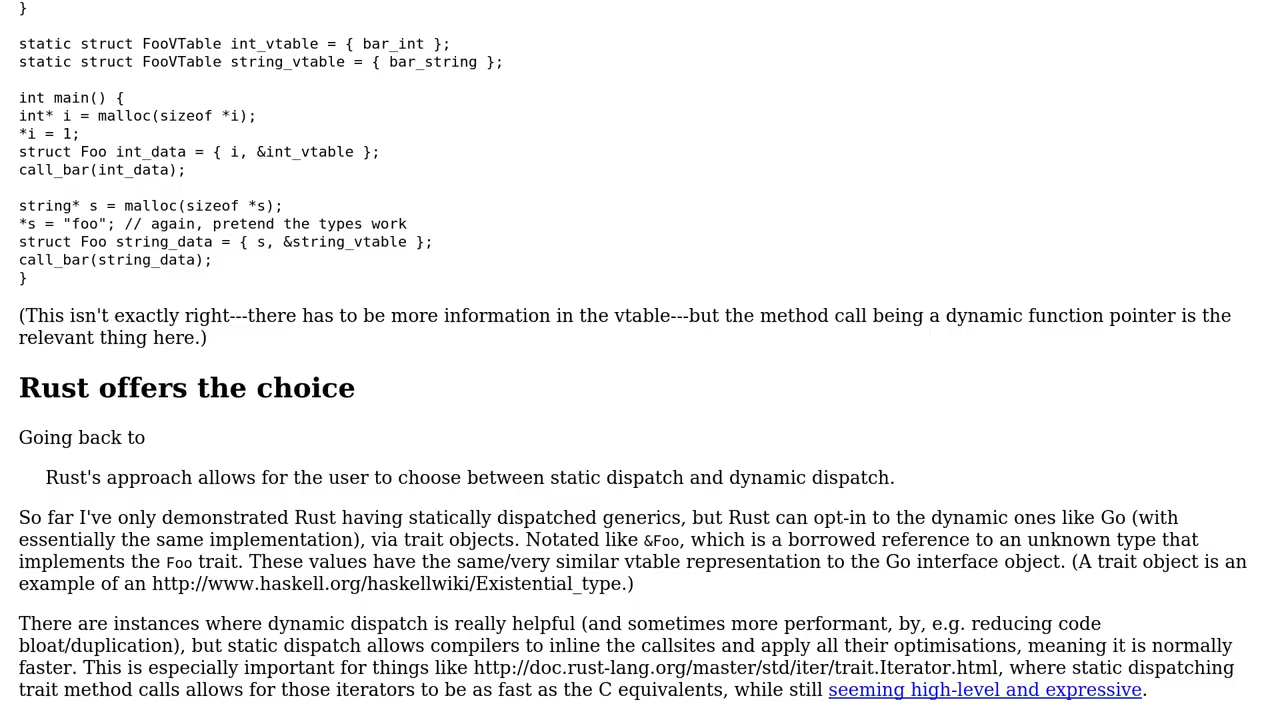 }
static struct FooVTable int_vtable = { bar_int };
static struct FooVTable string_vtable = { bar_string };
int main() {
int* i = malloc(sizeof *i);
*i = 1;
struct Foo int_data = { i, &int_vtable };
call_bar(int_data);
string* s = malloc(sizeof *s);
*s = "foo"; // again, pretend the types work
struct Foo string_data = { s, &string_vtable };
call_bar(string_data);
}
(This isn't exactly right---there has to be more information in the vtable---but the method call being a dynamic function pointer is the
relevant thing here.)
Rust offers the choice
Going back to
Rust's approach allows for the user to choose between static dispatch and dynamic dispatch.
So far I've only demonstrated Rust having statically dispatched generics, but Rust can opt-in to the dynamic ones like Go (with
essentially the same implementation), via trait objects. Notated like &Foo, which is a borrowed reference to an unknown type that
implements the Foo trait. These values have the same/very similar vtable representation to the Go interface object. (A trait object is an
example of an http://www.haskell.org/haskellwiki/Existential_type.)
There are instances where dynamic dispatch is really helpful (and sometimes more performant, by, e.g. reducing code
bloat/duplication), but static dispatch allows compilers to inline the callsites and apply all their optimisations, meaning it is normally
faster. This is especially important for things like http://doc.rust-lang.org/master/std/iter/trait.Iterator.html, where static dispatching
trait method calls allows for those iterators to be as fast as the C equivalents, while still seeming high-level and expressive.